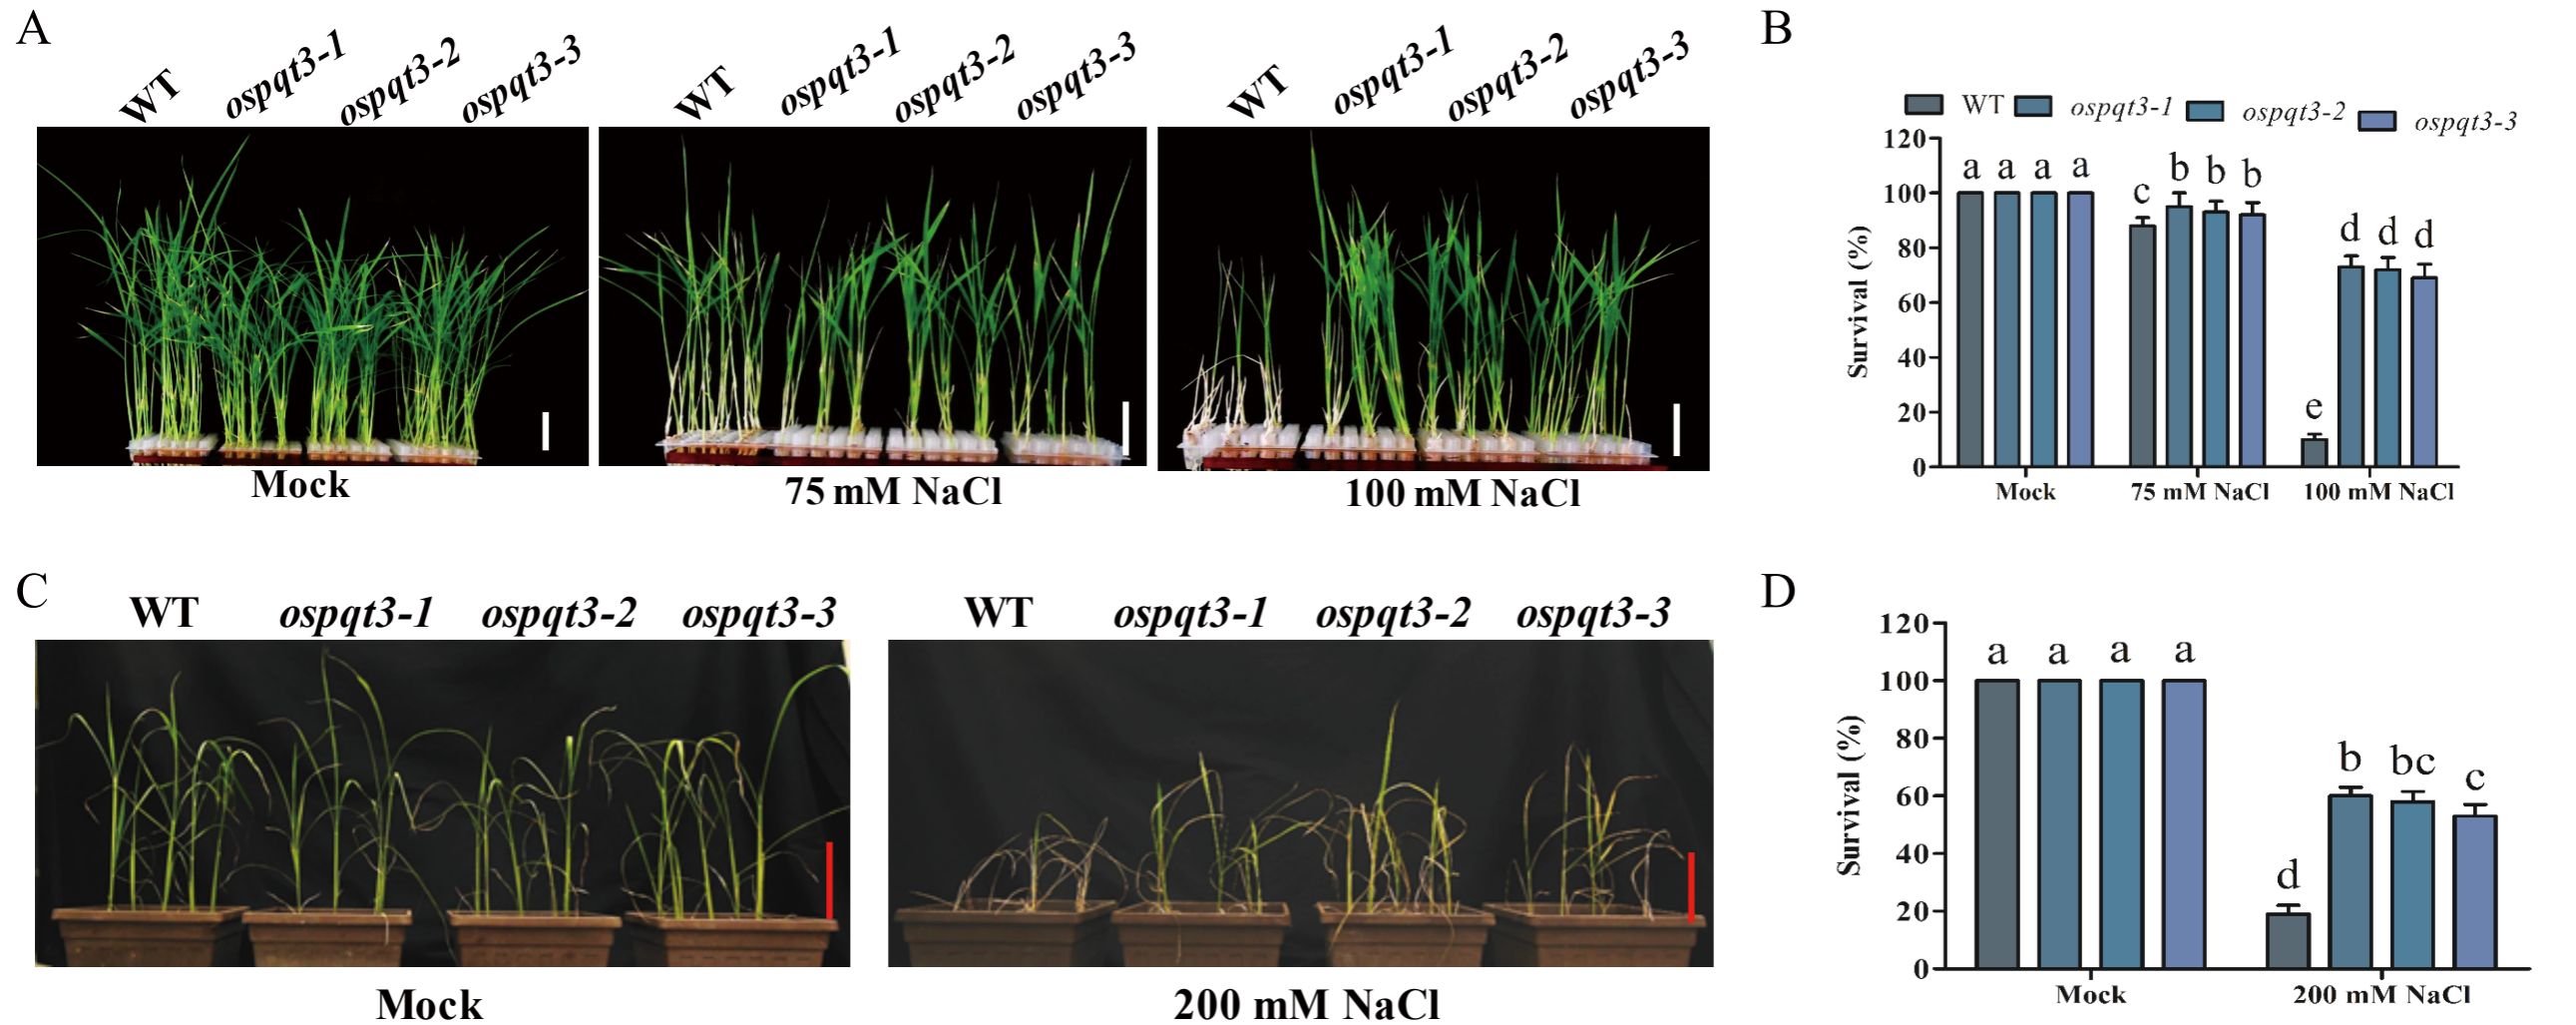 A
WT ospqt3-1 ospqt3-2 ospqt3-3
WT ospqt3-1 ospqt3-2 ospqt3-3
WT ospqt3-1 ospqt3-2 ospqt3-3
Mock
75 mM NaCl
100 mM NaCl
B
WT ospqt3-1 ospqt3-2 ospqt3-3
Survival (%)
120
100
80
60
40
20
0
a a a a
c b b b
e d d d
Mock 75 mM NaCl 100 mM NaCl
C
WT ospqt3-1 ospqt3-2 ospqt3-3
WT ospqt3-1 ospqt3-2 ospqt3-3
Mock
200 mM NaCl
D
Survival (%)
120
100
80
60
40
20
0
a a a a
d b bc c
Mock 200 mM NaCl